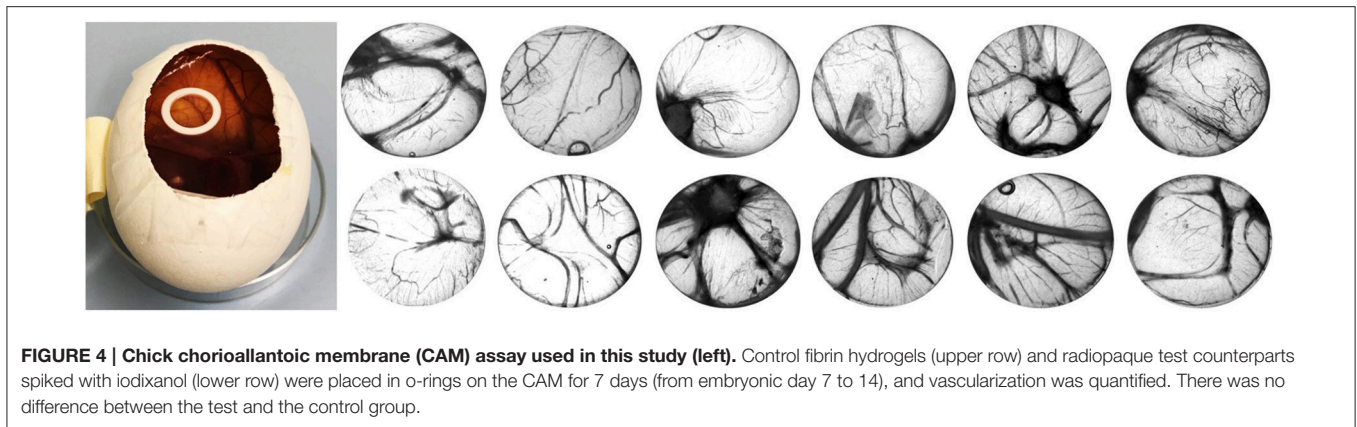 FIGURE 4 | Chick chorioallantoic membrane (CAM) assay used in this study (left). Control fibrin hydrogels (upper row) and radiopaque test counterparts
spiked with iodixanol (lower row) were placed in o-rings on the CAM for 7 days (from embryonic day 7 to 14), and vascularization was quantified. There was no
difference between the test and the control group.